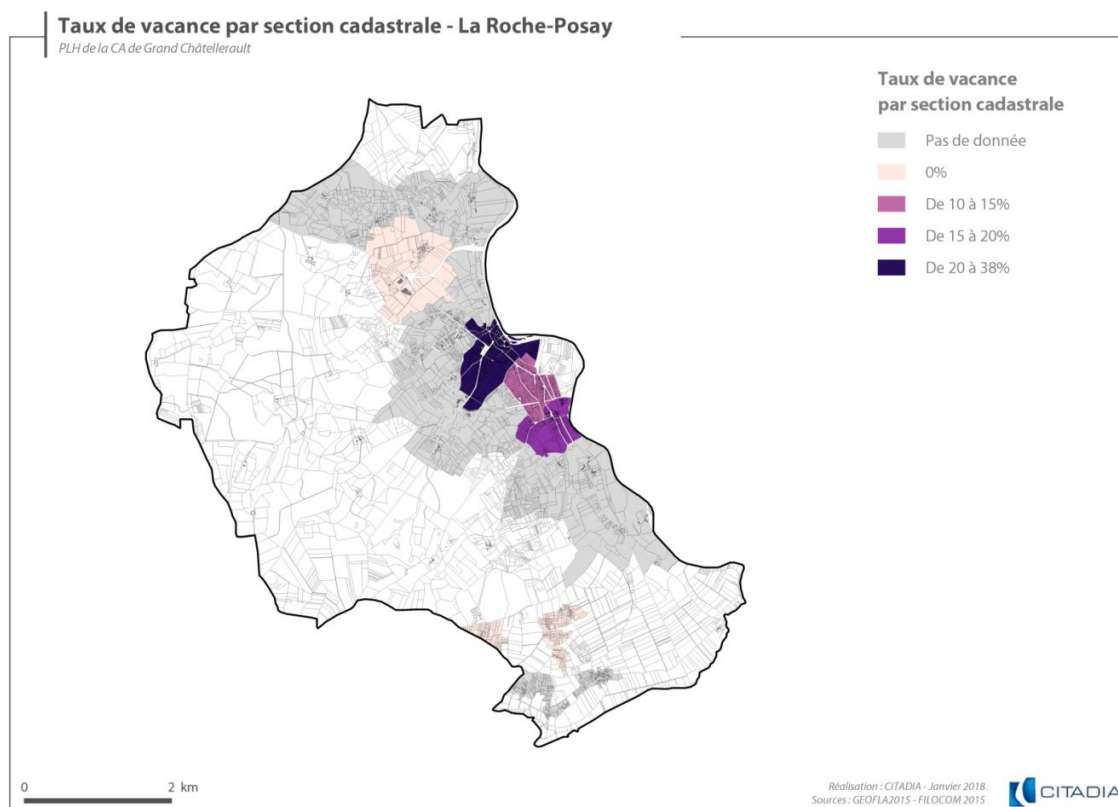 Taux de vacance par section cadastrale - La Roche-Posay
PLH de la CA de Grand Châtellerault
Taux de vacance
par section cadastrale
Pas de donnée
0%
De 10 à 15%
De 15 à 20%
De 20 à 38%
0 2 km
Réalisation : CITADIA - Janvier 2018
Sources : GEOFLA2015 - FILOCOM 2015
CITADIA